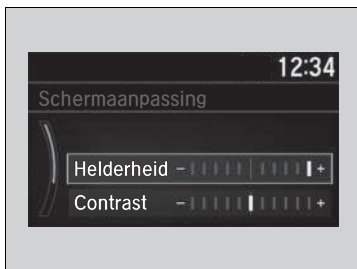 12:34
Schermaanpassing
Helderheid - +
Contrast - +